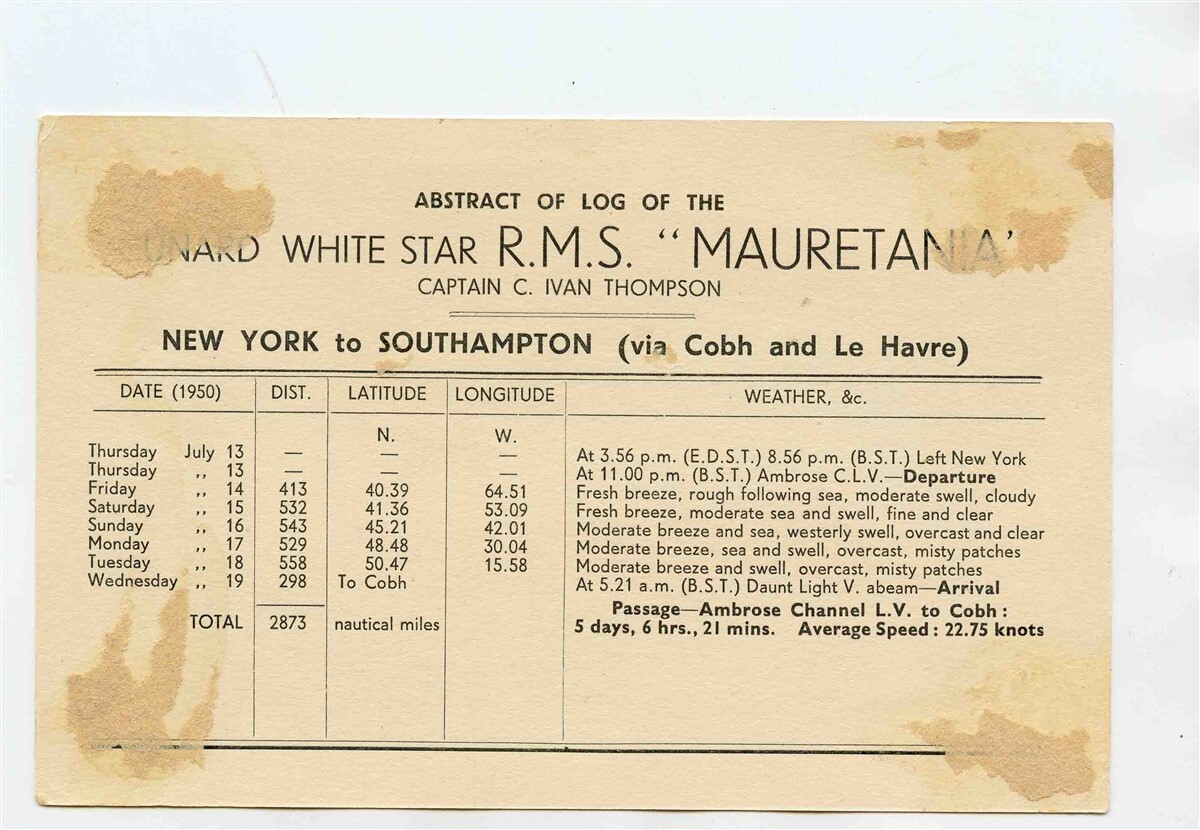 ABSTRACT OF LOG OF THE
CUNARD WHITE STAR R.M.S. "MAURETANIA"
CAPTAIN C. IVAN THOMPSON
NEW YORK to SOUTHAMPTON (via Cobh and Le Havre)
DATE (1950) DIST. LATITUDE LONGITUDE WEATHER, &c.
N. W.
Thursday July 13 — — — At 3.56 p.m. (E.D.S.T.) 8.56 p.m. (B.S.T.) Left New York
Thursday ,, 13 — — — At 11.00 p.m. (B.S.T.) Ambrose C.L.V.—Departure
Friday ,, 14 413 40.39 64.51 Fresh breeze, rough following sea, moderate swell, cloudy
Saturday ,, 15 532 41.36 53.09 Fresh breeze, moderate sea and swell, fine and clear
Sunday ,, 16 543 45.21 42.01 Moderate breeze and sea, westerly swell, overcast and clear
Monday ,, 17 529 48.48 30.04 Moderate breeze, sea and swell, overcast, misty patches
Tuesday ,, 18 558 50.47 15.58 Moderate breeze and swell, overcast, misty patches
Wednesday ,, 19 298 To Cobh At 5.21 a.m. (B.S.T.) Daunt Light V. abeam—Arrival
Passage—Ambrose Channel L.V. to Cobh :
TOTAL 2873 nautical miles 5 days, 6 hrs., 21 mins. Average Speed : 22.75 knots